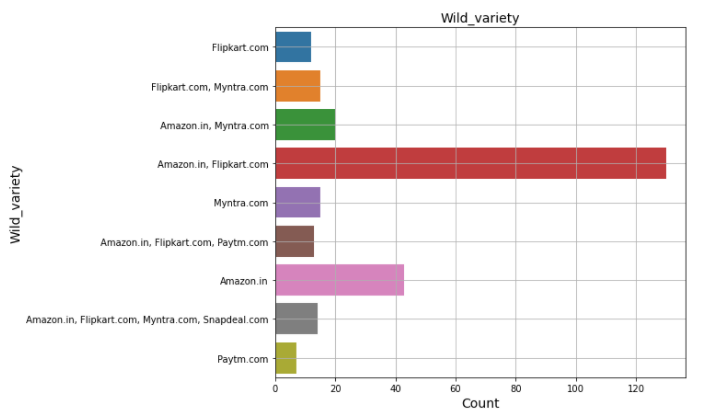 Wild_variety
Flipkart.com
Flipkart.com, Myntra.com
Amazon.in, Myntra.com
Amazon.in, Flipkart.com
Myntra.com
Amazon.in, Flipkart.com, Paytm.com
Amazon.in
Amazon.in, Flipkart.com, Myntra.com, Snapdeal.com
Paytm.com
Wild_variety
0 20 40 60 80 100 120
Count